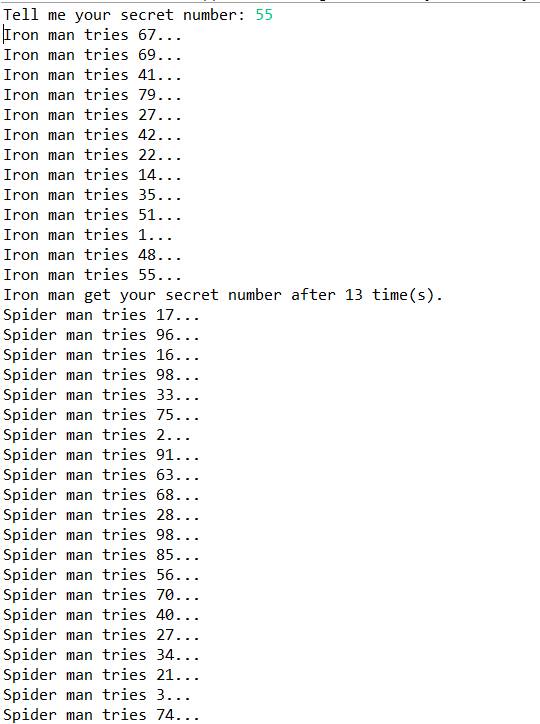 Tell me your secret number: 55
Iron man tries 67...
Iron man tries 69...
Iron man tries 41...
Iron man tries 79...
Iron man tries 27...
Iron man tries 42...
Iron man tries 22...
Iron man tries 14...
Iron man tries 35...
Iron man tries 51...
Iron man tries 1...
Iron man tries 48...
Iron man tries 55...
Iron man get your secret number after 13 time(s).
Spider man tries 17...
Spider man tries 96...
Spider man tries 16...
Spider man tries 98...
Spider man tries 33...
Spider man tries 75...
Spider man tries 2...
Spider man tries 91...
Spider man tries 63...
Spider man tries 68...
Spider man tries 28...
Spider man tries 98...
Spider man tries 85...
Spider man tries 56...
Spider man tries 70...
Spider man tries 40...
Spider man tries 27...
Spider man tries 34...
Spider man tries 21...
Spider man tries 3...
Spider man tries 74...